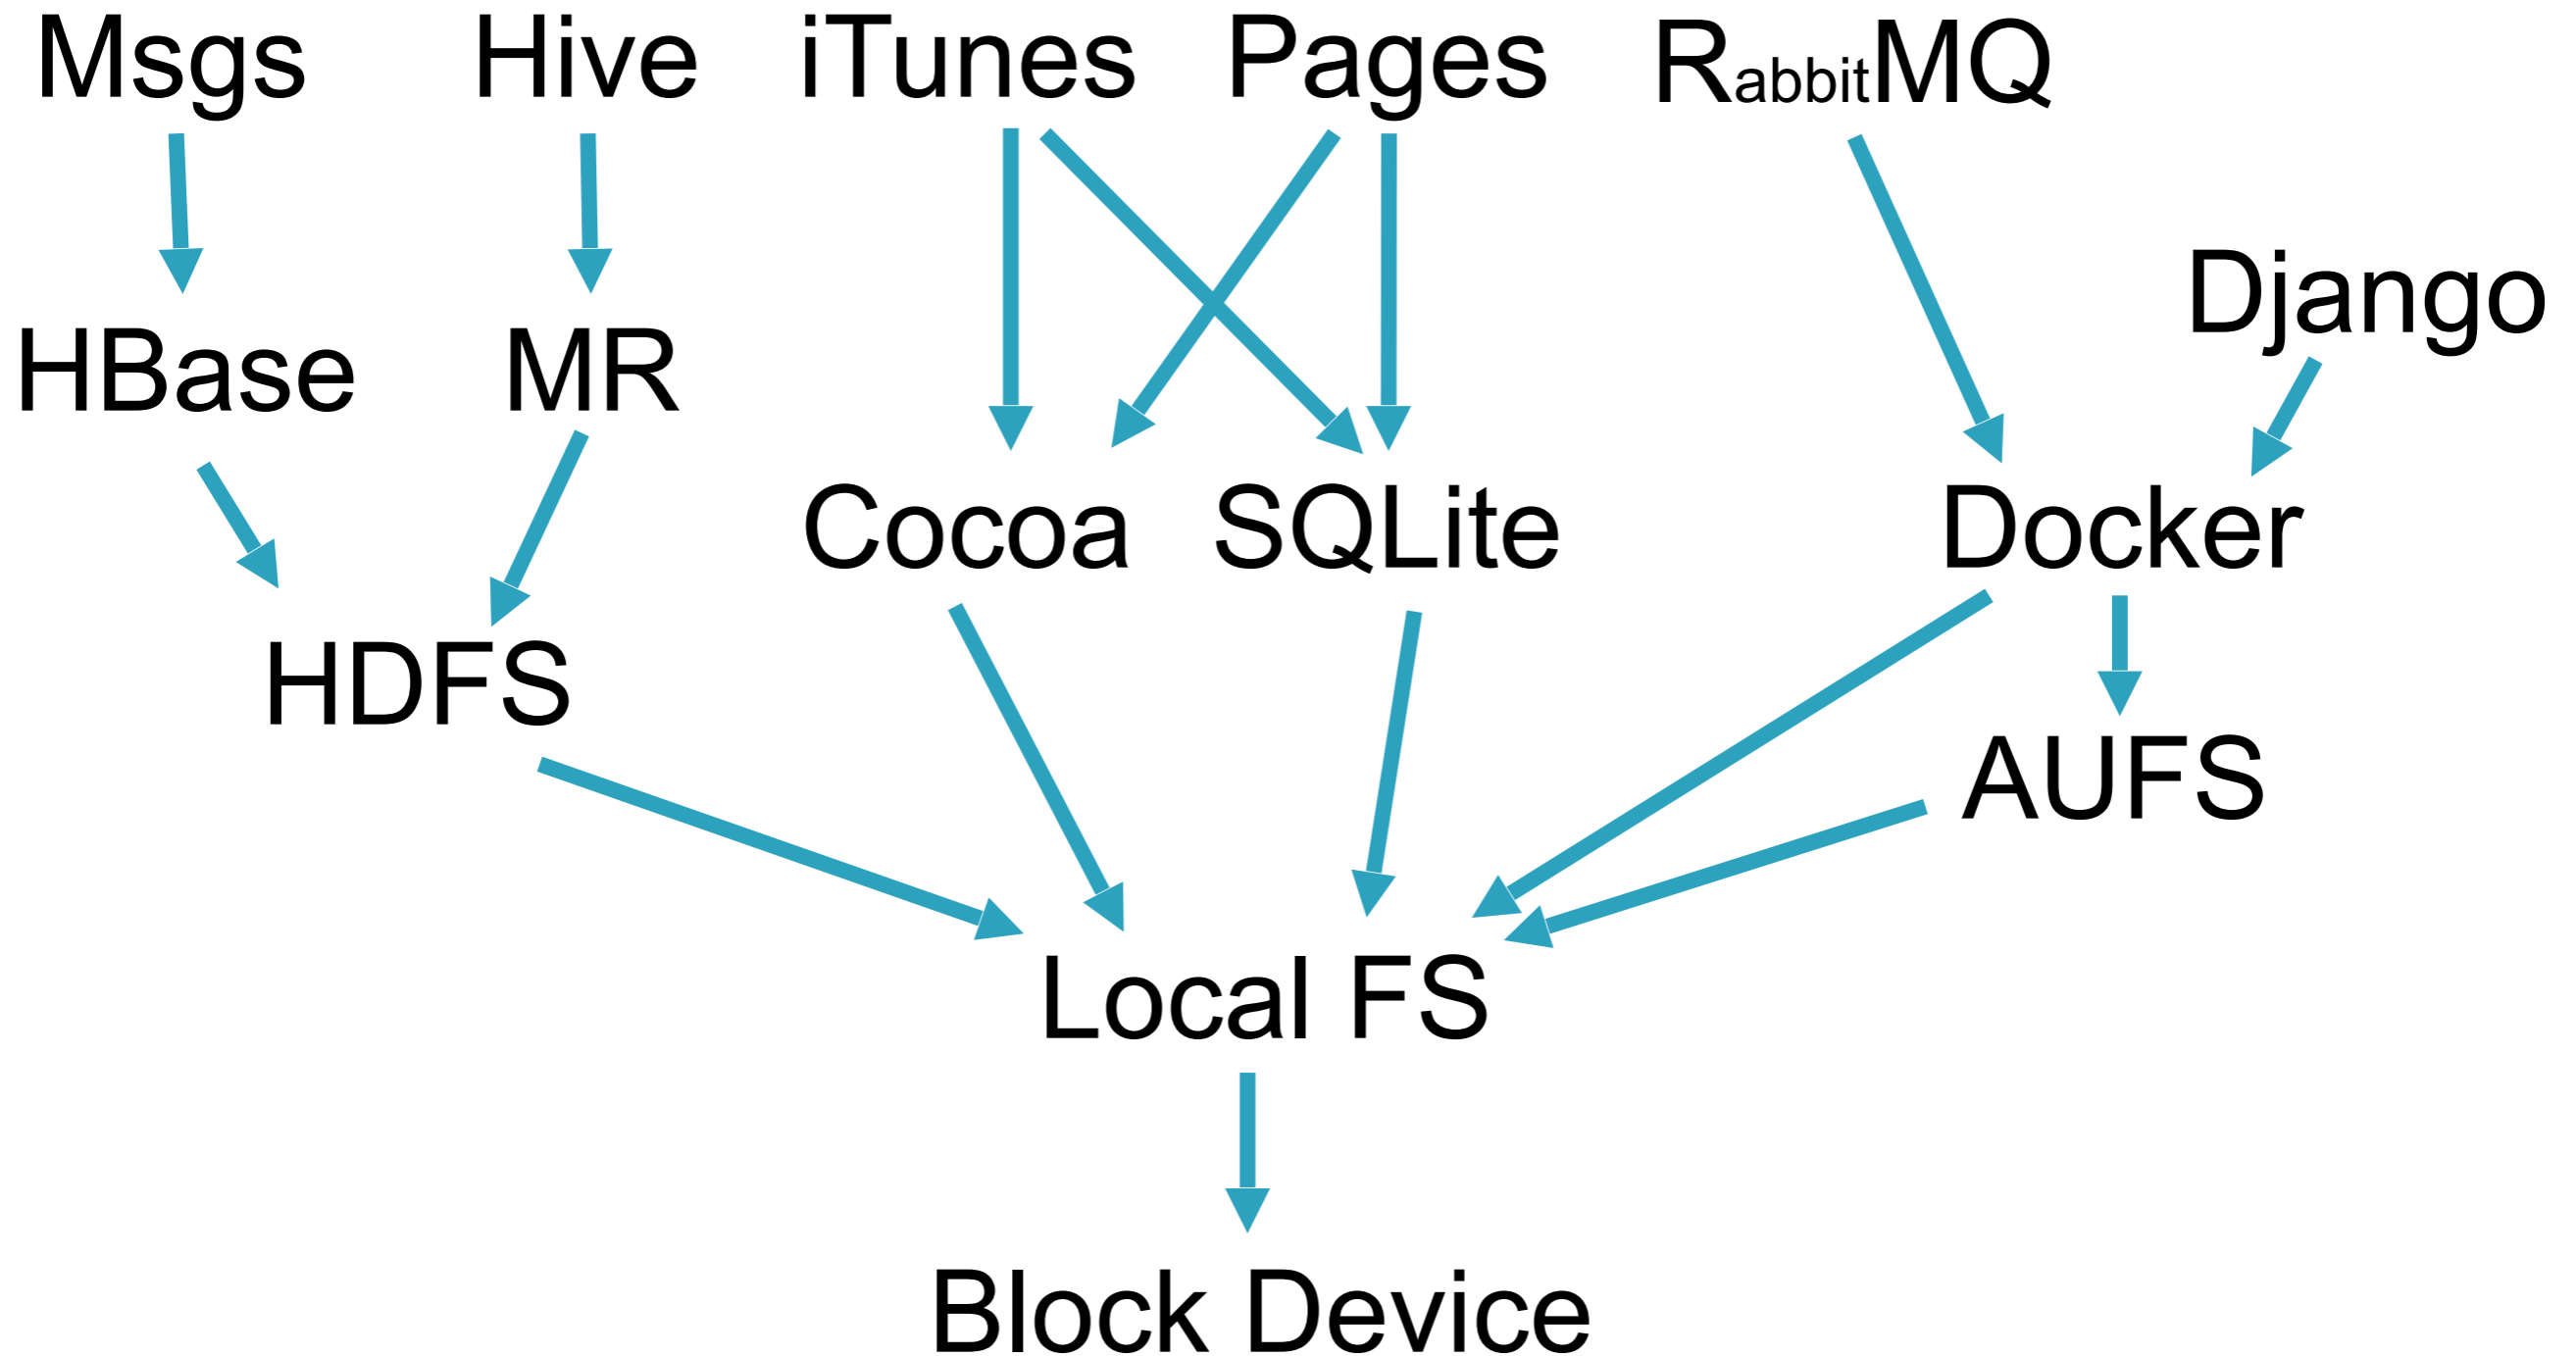 Msgs Hive iTunes Pages RabbitMQ
Django
HBase MR
Cocoa SQLite Docker
HDFS
AUFS
Local FS
Block Device